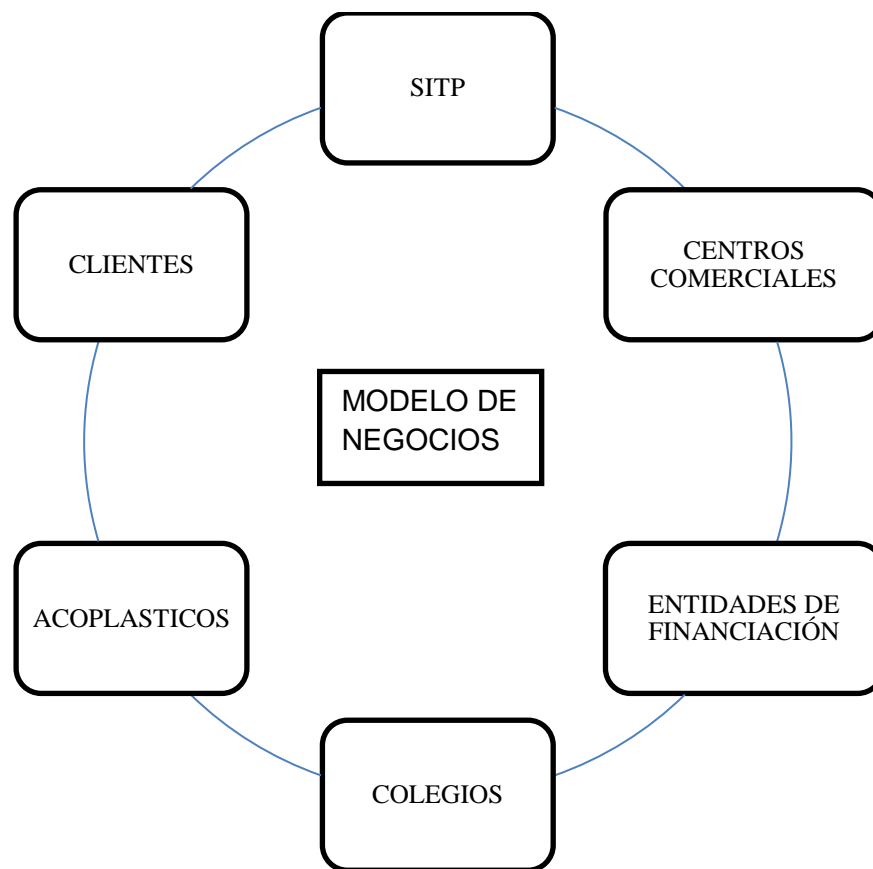 SITP
CLIENTES
CENTROS
COMERCIALES
MODELO DE
NEGOCIOS
ACOPLASTICOS
ENTIDADES DE
FINANCIACIÓN
COLEGIOS